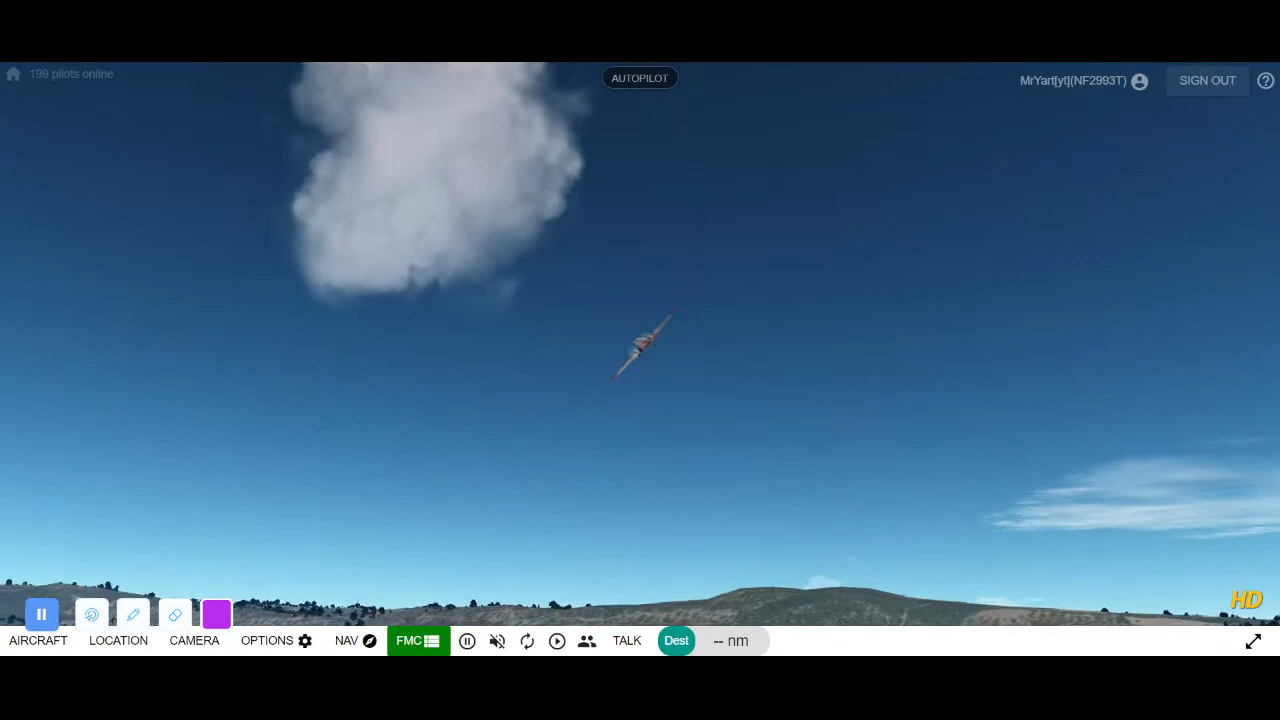 199 pilots online
AUTOPILOT
MrYart[yt](NF2993T)
SIGN OUT
HD
AIRCRAFT LOCATION CAMERA OPTIONS NAV FMC TALK Dest -- nm